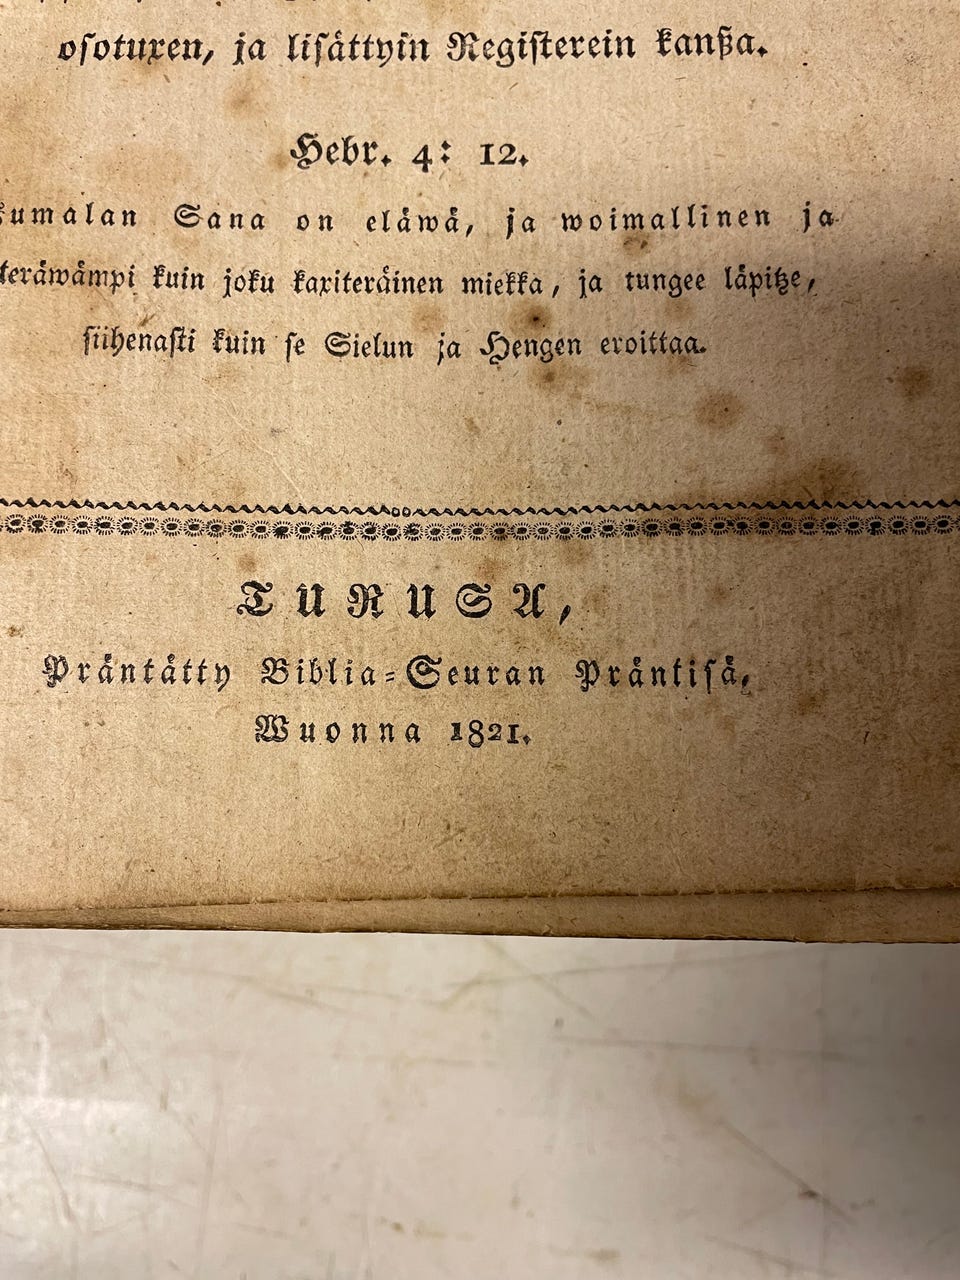 osoturen, ja lisättyin Registerein kanßa.
Hebr. 4: 12.
umalan Sana on eläwä, ja woimallinen ja
teräwämpi kuin joku kaxiteräinen miekka, ja tungee läpitze,
siihenasti kuin se Sielun ja Hengen eroittaa.
TURUSA,
Präntätty Biblia=Seuran Präntisä,
Wuonna 1821.